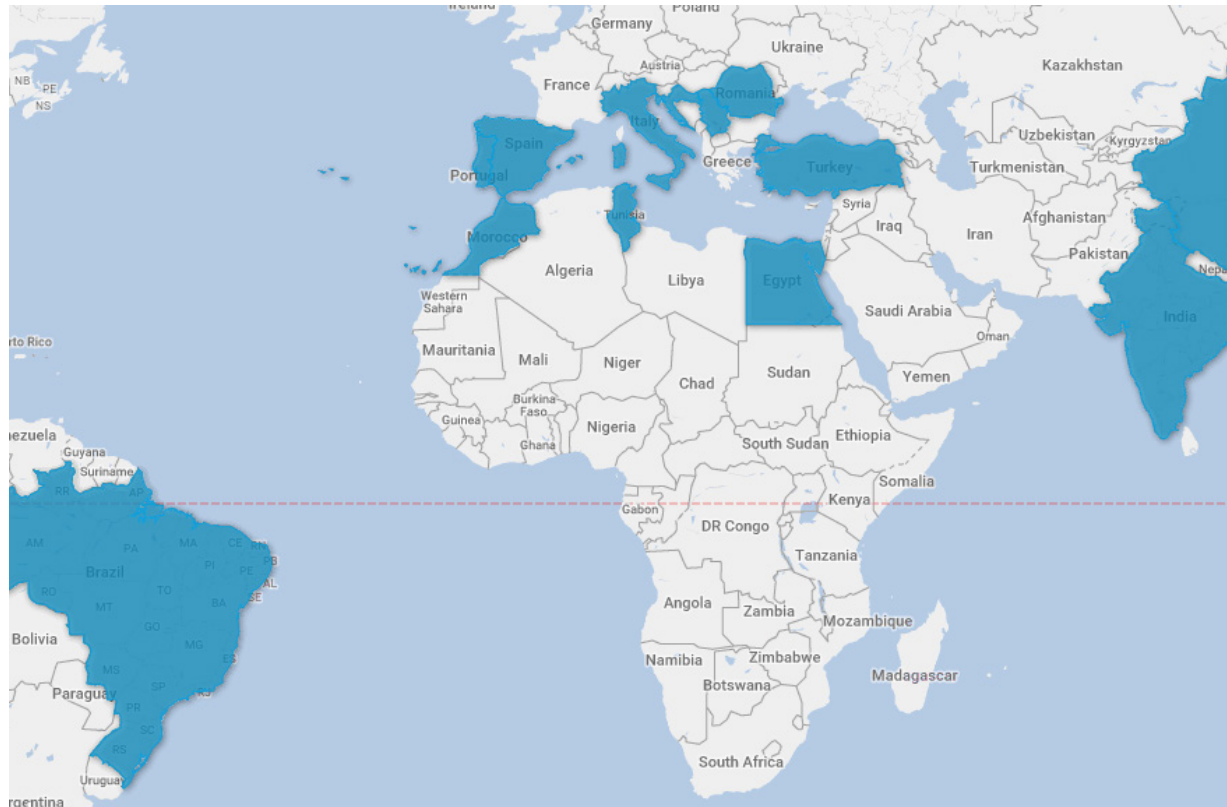 Ireland
Germany
Poland
Ukraine
Kazakhstan
Austria
France
NB
PE
NS
Romania
Italy
Uzbekistan
Kyrgyzstan
Spain
Greece
Turkey
Turkmenistan
Portugal
Syria
Afghanistan
Tunisia
Iraq
Iran
Morocco
Pakistan
Algeria
Libya
Egypt
Nepa
Western
Sahara
Saudi Arabia
India
rto Rico
Oman
Mauritania
Mali
Niger
Chad
Sudan
Yemen
Burkina
Faso
Guinea
Nigeria
Ghana
South Sudan
Ethiopia
nezuela
Guyana
Suriname
Somalia
RR
AP
Gabon
Kenya
DR Congo
AM
PA
MA
CE
RN
PB
PI
PE
AL
SE
Brazil
Tanzania
RO
MT
TO
BA
Angola
Zambia
Mozambique
Bolivia
GO
MG
ES
Namibia
Zimbabwe
MS
Madagascar
Botswana
Paraguay
SP
RJ
PR
SC
RS
South Africa
Uruguay
rgentina